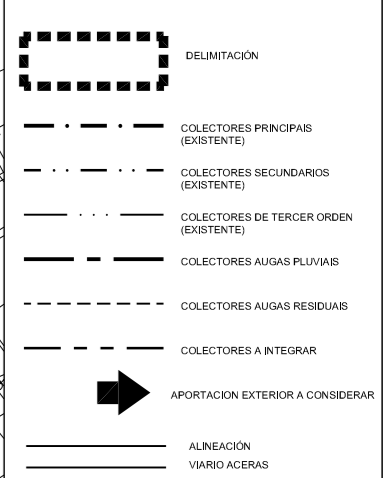 DELIMITACIÓN
COLECTORES PRINCIPAIS
(EXISTENTE)
COLECTORES SECUNDARIOS
(EXISTENTE)
COLECTORES DE TERCER ORDEN
(EXISTENTE)
COLECTORES AUGAS PLUVIAIS
COLECTORES AUGAS RESIDUAIS
COLECTORES A INTEGRAR
APORTACION EXTERIOR A CONSIDERAR
ALINEACIÓN
VIARIO ACERAS